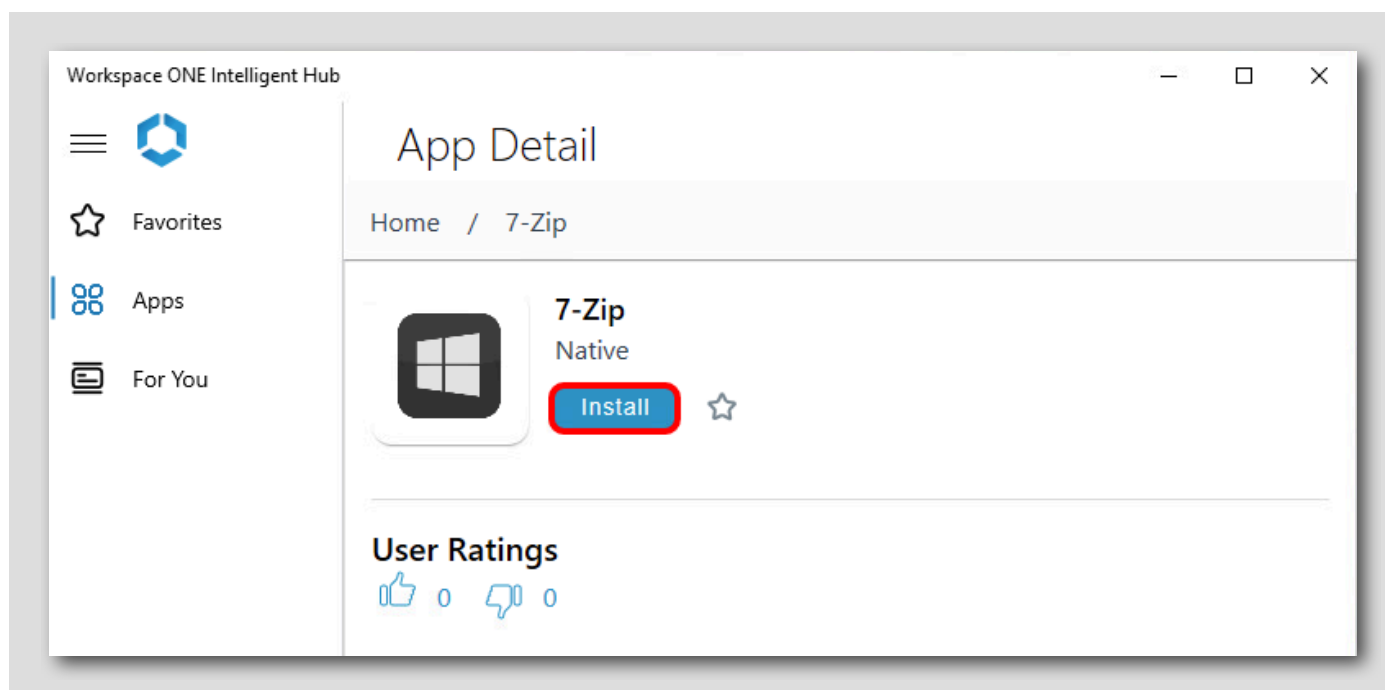 Workspace ONE Intelligent Hub
App Detail
Favorites
Home / 7-Zip
Apps
7-Zip
Native
For You
Install
User Ratings
0 0